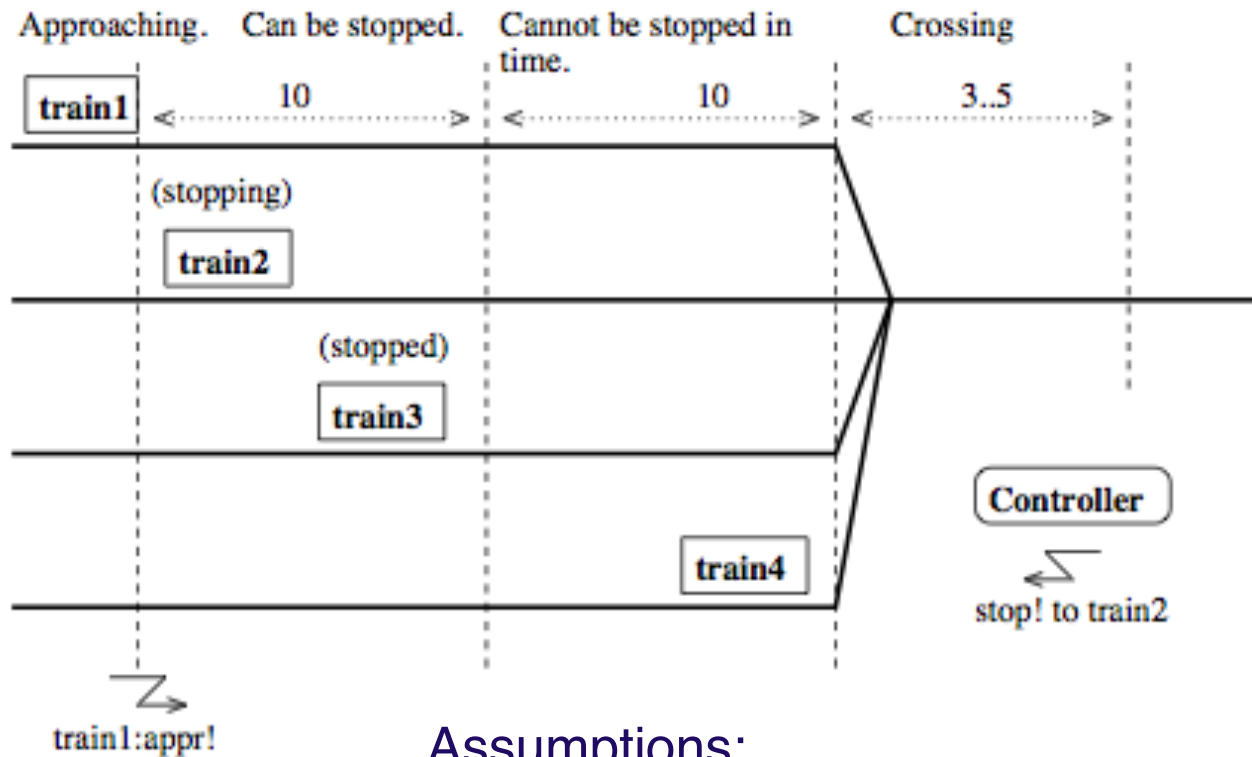 Approaching.
Can be stopped.
Cannot be stopped in
time.
Crossing
train1
10
10
3..5
(stopping)
train2
(stopped)
train3
Controller
train4
stop! to train2
train1:appr!
Assumptions: